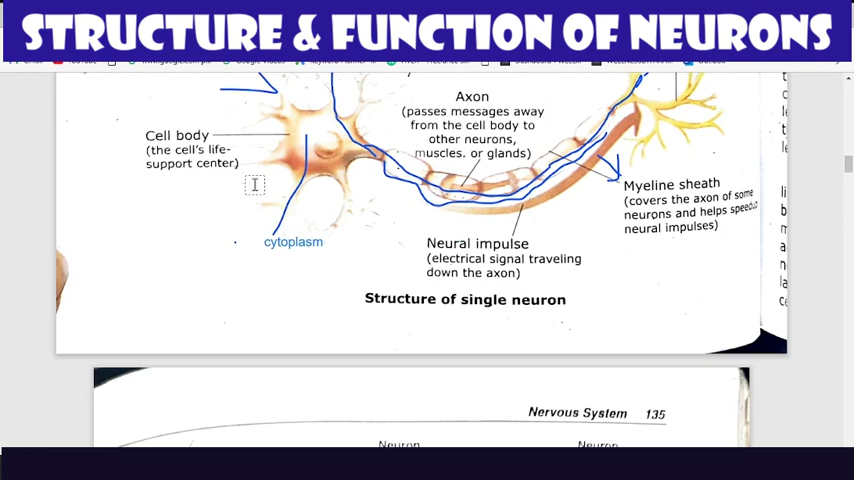 STRUCTURE & FUNCTION OF NEURONS
Axon
(passes messages away
from the cell body to
other neurons,
muscles. or glands)
Cell body
(the cell's life-
support center)
Myeline sheath
(covers the axon of some
neurons and helps speedup
neural impulses)
cytoplasm
Neural impulse
(electrical signal traveling
down the axon)
Structure of single neuron
Nervous System 135
Neuron Neuron